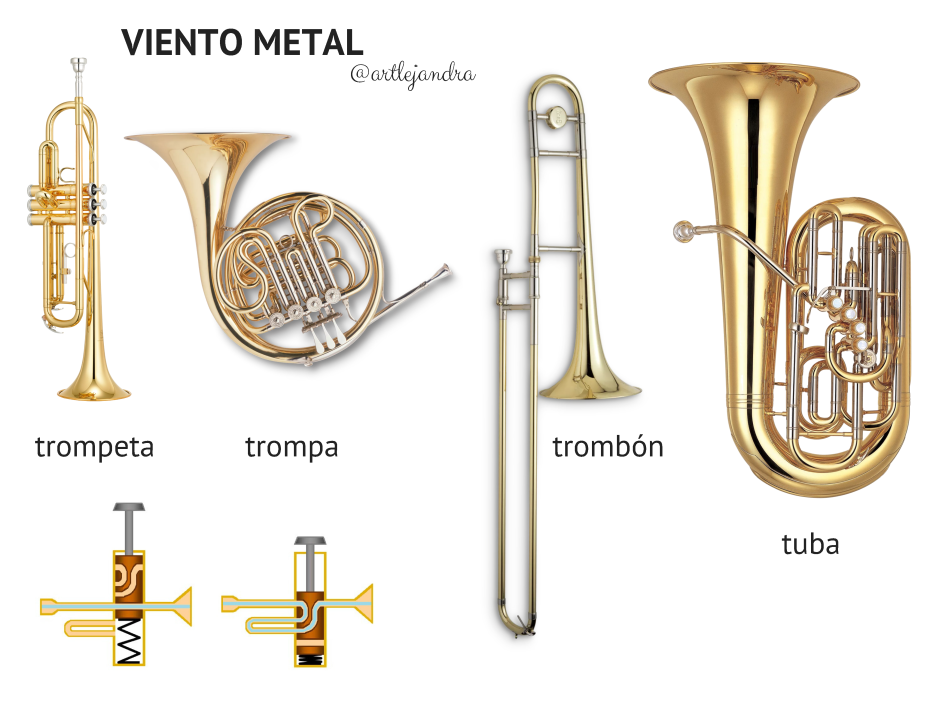 VIENTO METAL
@artlejandra
trompeta
trompa
trombón
tuba